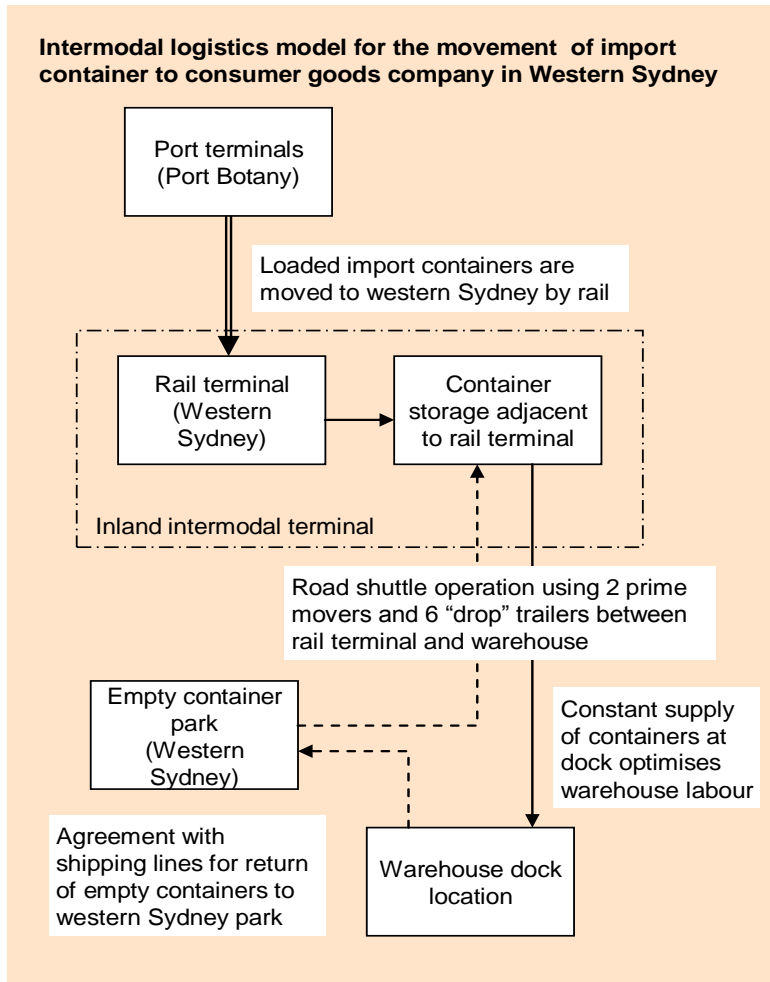 Intermodal logistics model for the movement of import
container to consumer goods company in Western Sydney
Port terminals
(Port Botany)
Loaded import containers are
moved to western Sydney by rail
Rail terminal
(Western
Sydney)
Container
storage adjacent
to rail terminal
Inland intermodal terminal
Road shuttle operation using 2 prime
movers and 6 “drop” trailers between
rail terminal and warehouse
Empty container
park
(Western
Sydney)
Constant supply
of containers at
dock optimises
warehouse labour
Agreement with
shipping lines for return
of empty containers to
western Sydney park
Warehouse dock
location